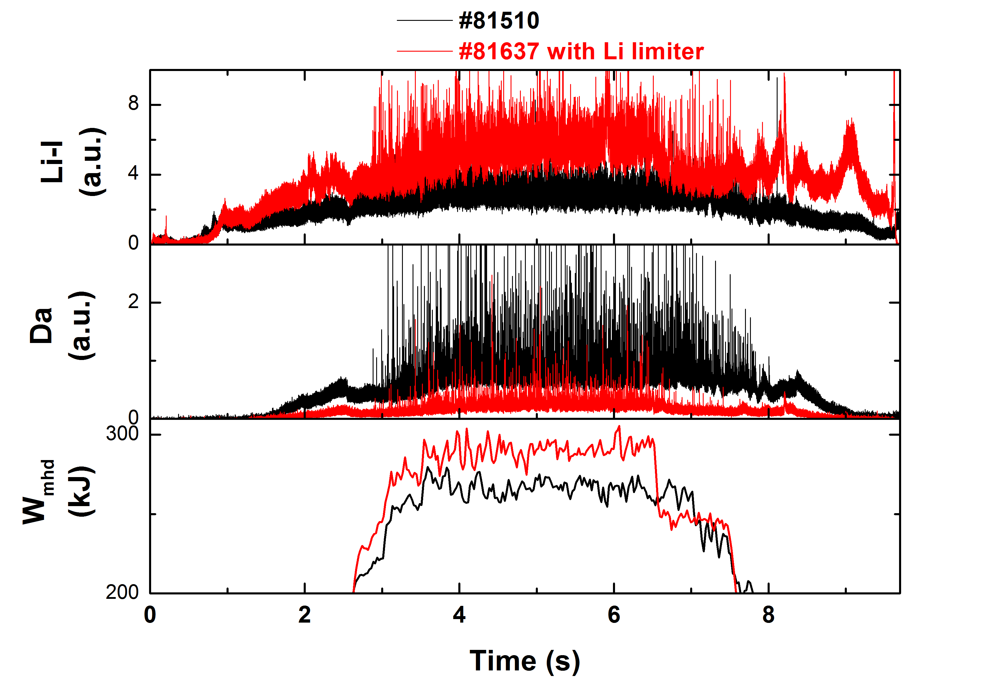 #81510
#81637 with Li limiter
Li-I
(a.u.)
8
4
0
Da
(a.u.)
2
0
Wmhd
(kJ)
300
200
0 2 4 6 8
Time (s)